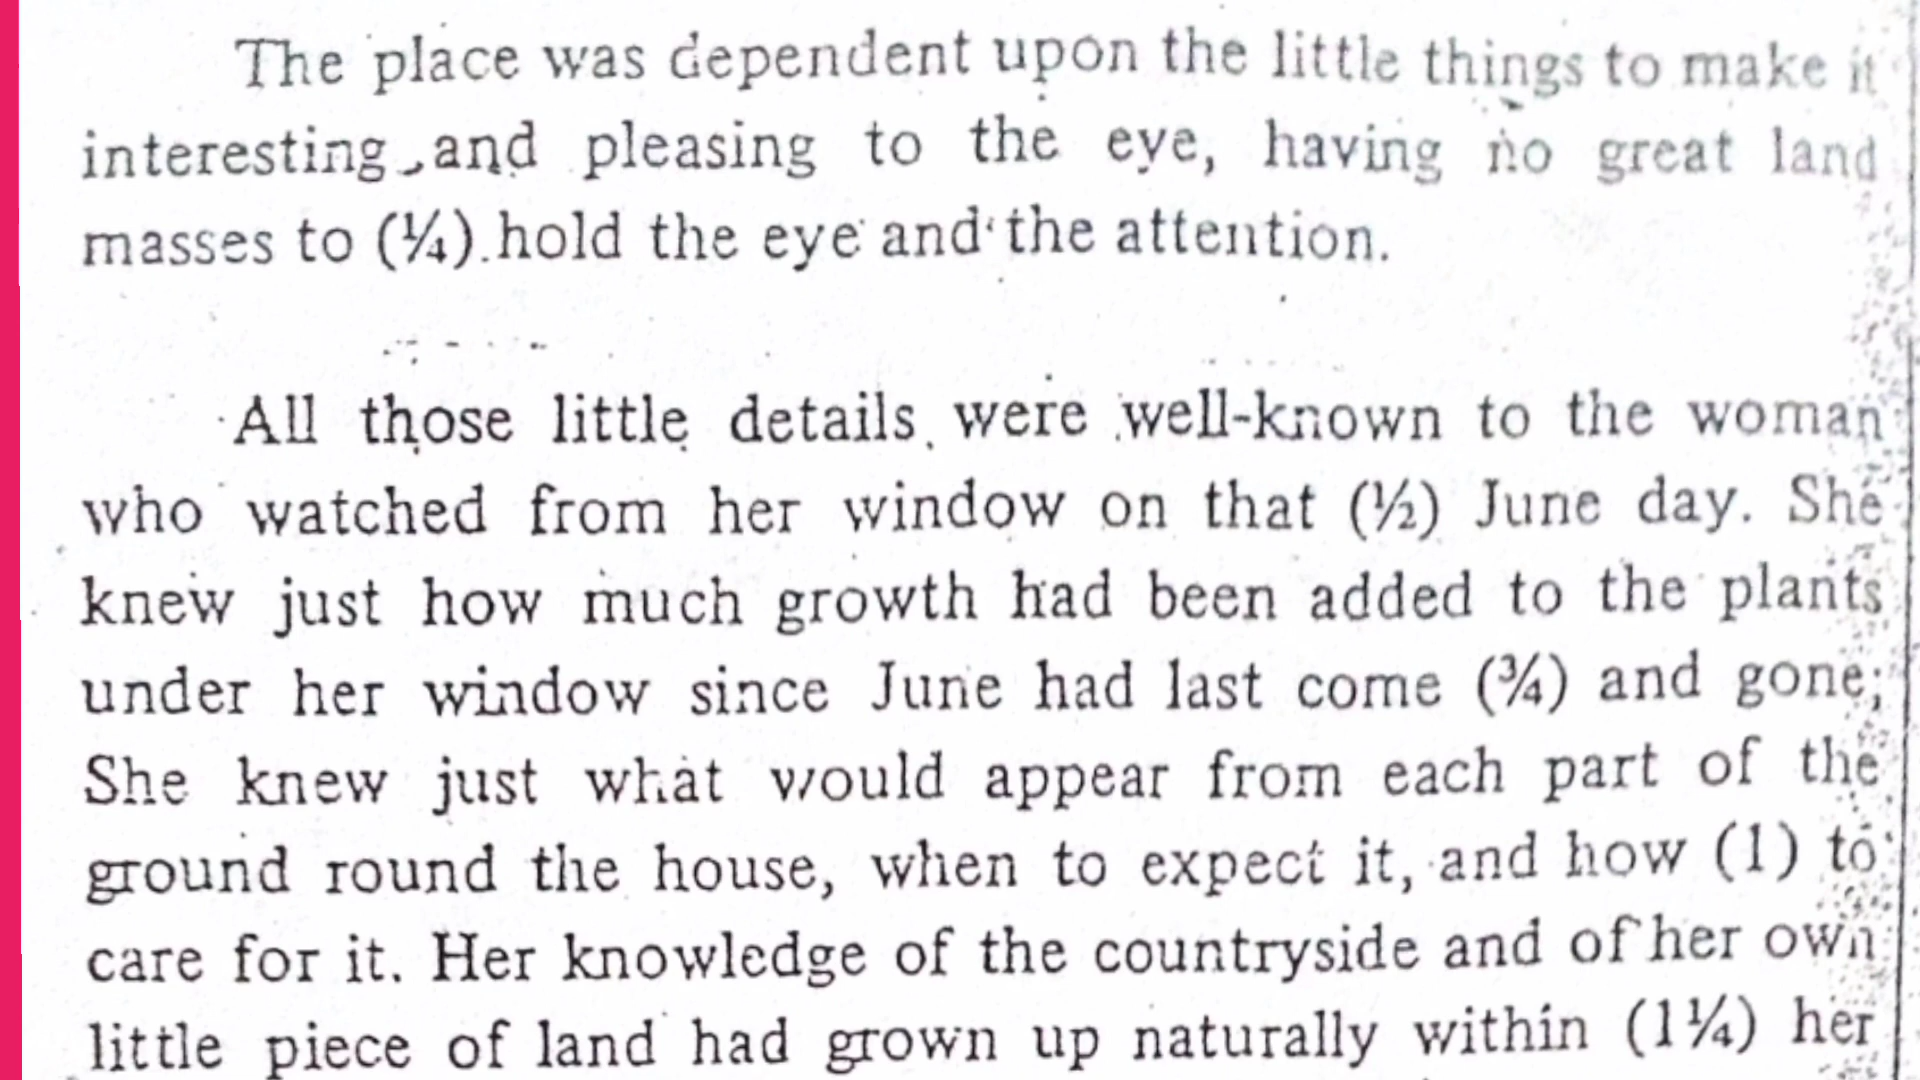 The place was dependent upon the little things to make it
interesting and pleasing to the eye, having no great land
masses to (¼) hold the eye and the attention.
All those little details were well-known to the woman
who watched from her window on that (½) June day. She
knew just how much growth had been added to the plants
under her window since June had last come (¾) and gone;
She knew just what would appear from each part of the
ground round the house, when to expect it, and how (1) to
care for it. Her knowledge of the countryside and of her own
little piece of land had grown up naturally within (1¼) her